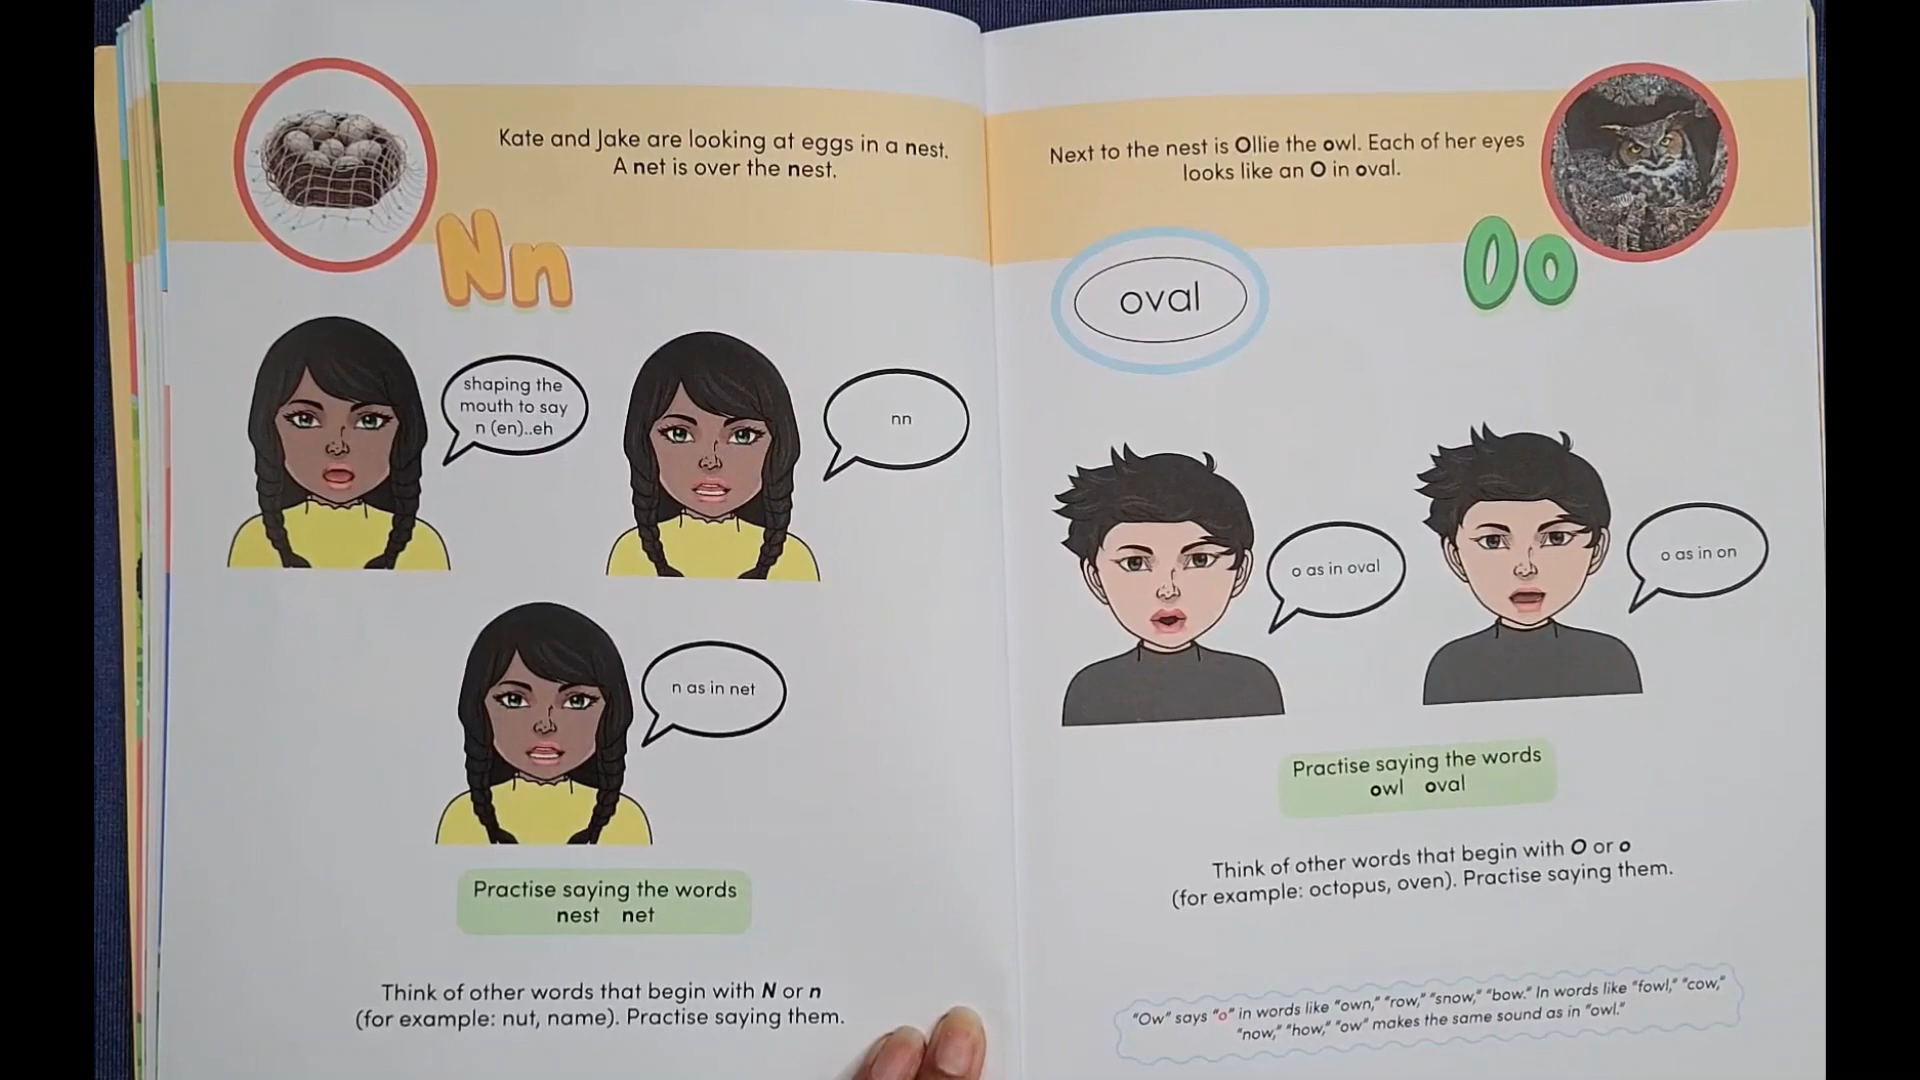 Kate and Jake are looking at eggs in a nest.
A net is over the nest.
Nn
shaping the
mouth to say
n (en)..eh
nn
n as in net
Practise saying the words
nest net
Think of other words that begin with N or n
(for example: nut, name). Practise saying them.
Next to the nest is Ollie the owl. Each of her eyes
looks like an O in oval.
Oo
oval
o as in oval
o as in on
Practise saying the words
owl oval
Think of other words that begin with O or o
(for example: octopus, oven). Practise saying them.
"Ow" says "o" in words like "own," "row," "snow," "bow." In words like "fowl," "cow,"
"now," "how," "ow" makes the same sound as in "owl."